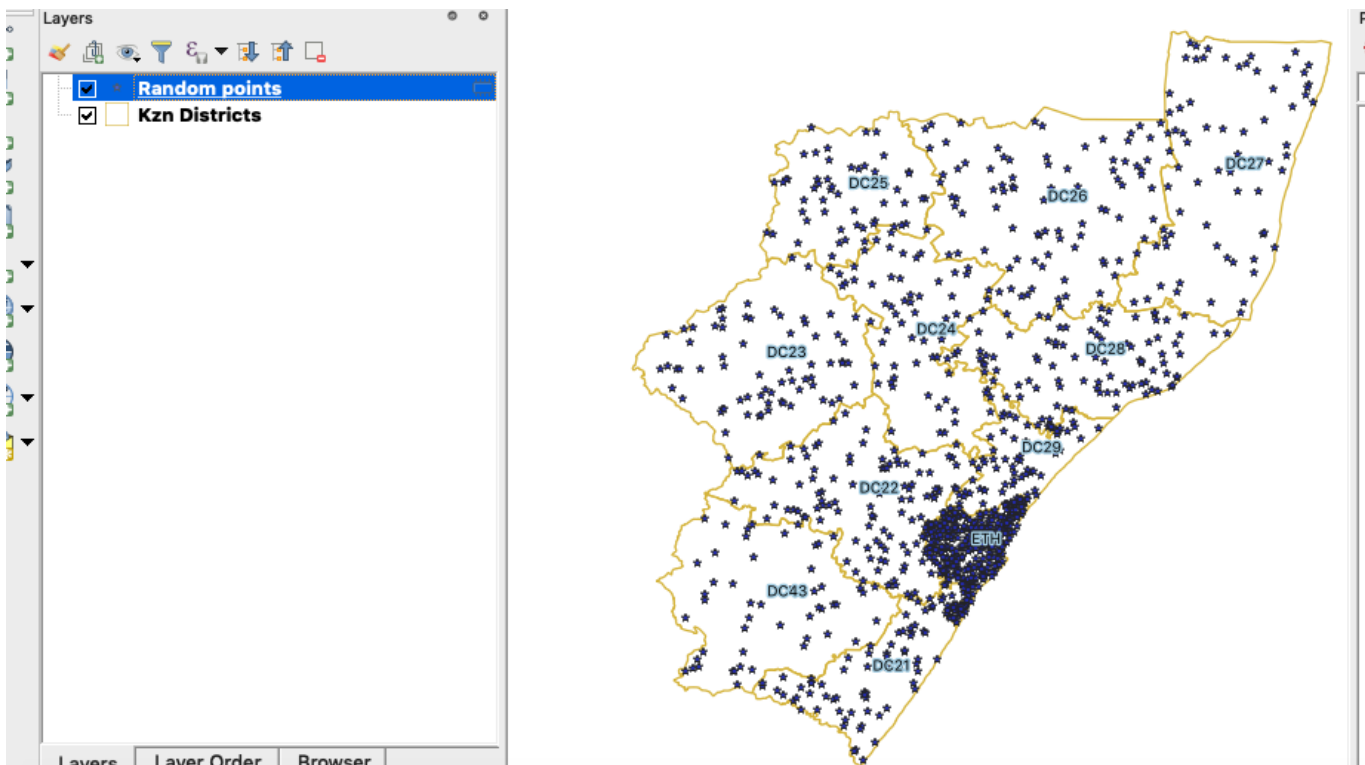 Layers
Random points
Kzn Districts
DC27
DC25
DC26
DC24
DC28
DC23
DC29
DC22
ETH
DC43
DC21
Layers
Layer Order
Browser